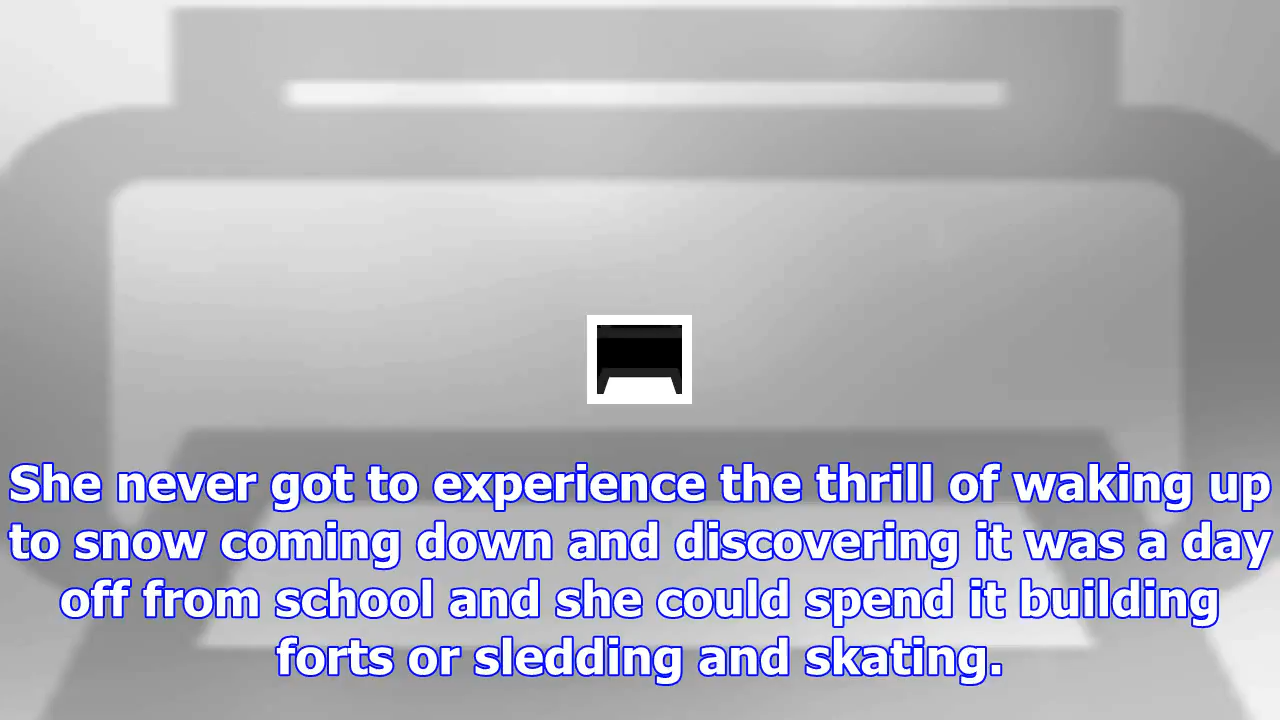 She never got to experience the thrill of waking up
to snow coming down and discovering it was a day
off from school and she could spend it building
forts or sledding and skating.